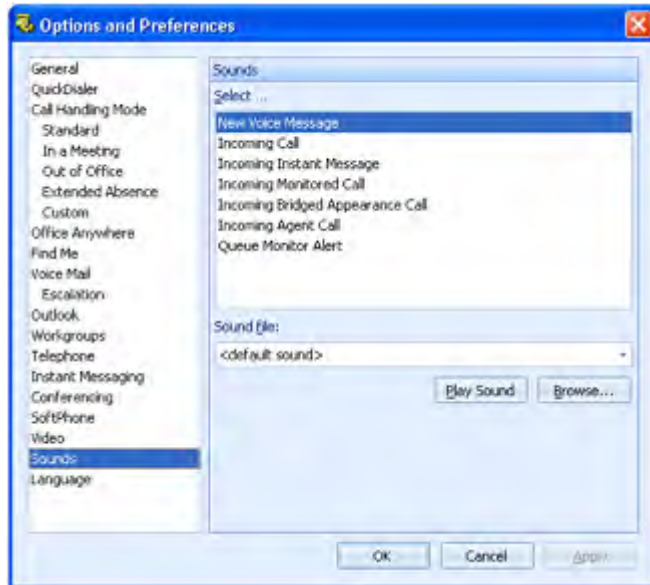 Options and Preferences
General
QuickDialer
Call Handling Mode
Standard
In a Meeting
Out of Office
Extended Absence
Custom
Office Anywhere
Find Me
Voice Mail
Escalation
Outlook
Workgroups
Telephone
Instant Messaging
Conferencing
SoftPhone
Video
Sounds
Language
Sounds
Select ...
New Voice Message
Incoming Call
Incoming Instant Message
Incoming Monitored Call
Incoming Bridged Appearance Call
Incoming Agent Call
Queue Monitor Alert
Sound file:
<default sound>
Play Sound Browse...
OK Cancel Apply